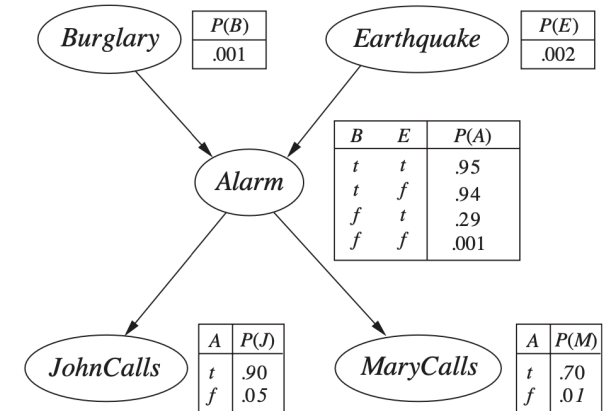 Burglary
P(B)
.001
Earthquake
P(E)
.002
Alarm
B E P(A)
t t .95
t f .94
f t .29
f f .001
JohnCalls
A P(J)
t .90
f .05
MaryCalls
A P(M)
t .70
f .01